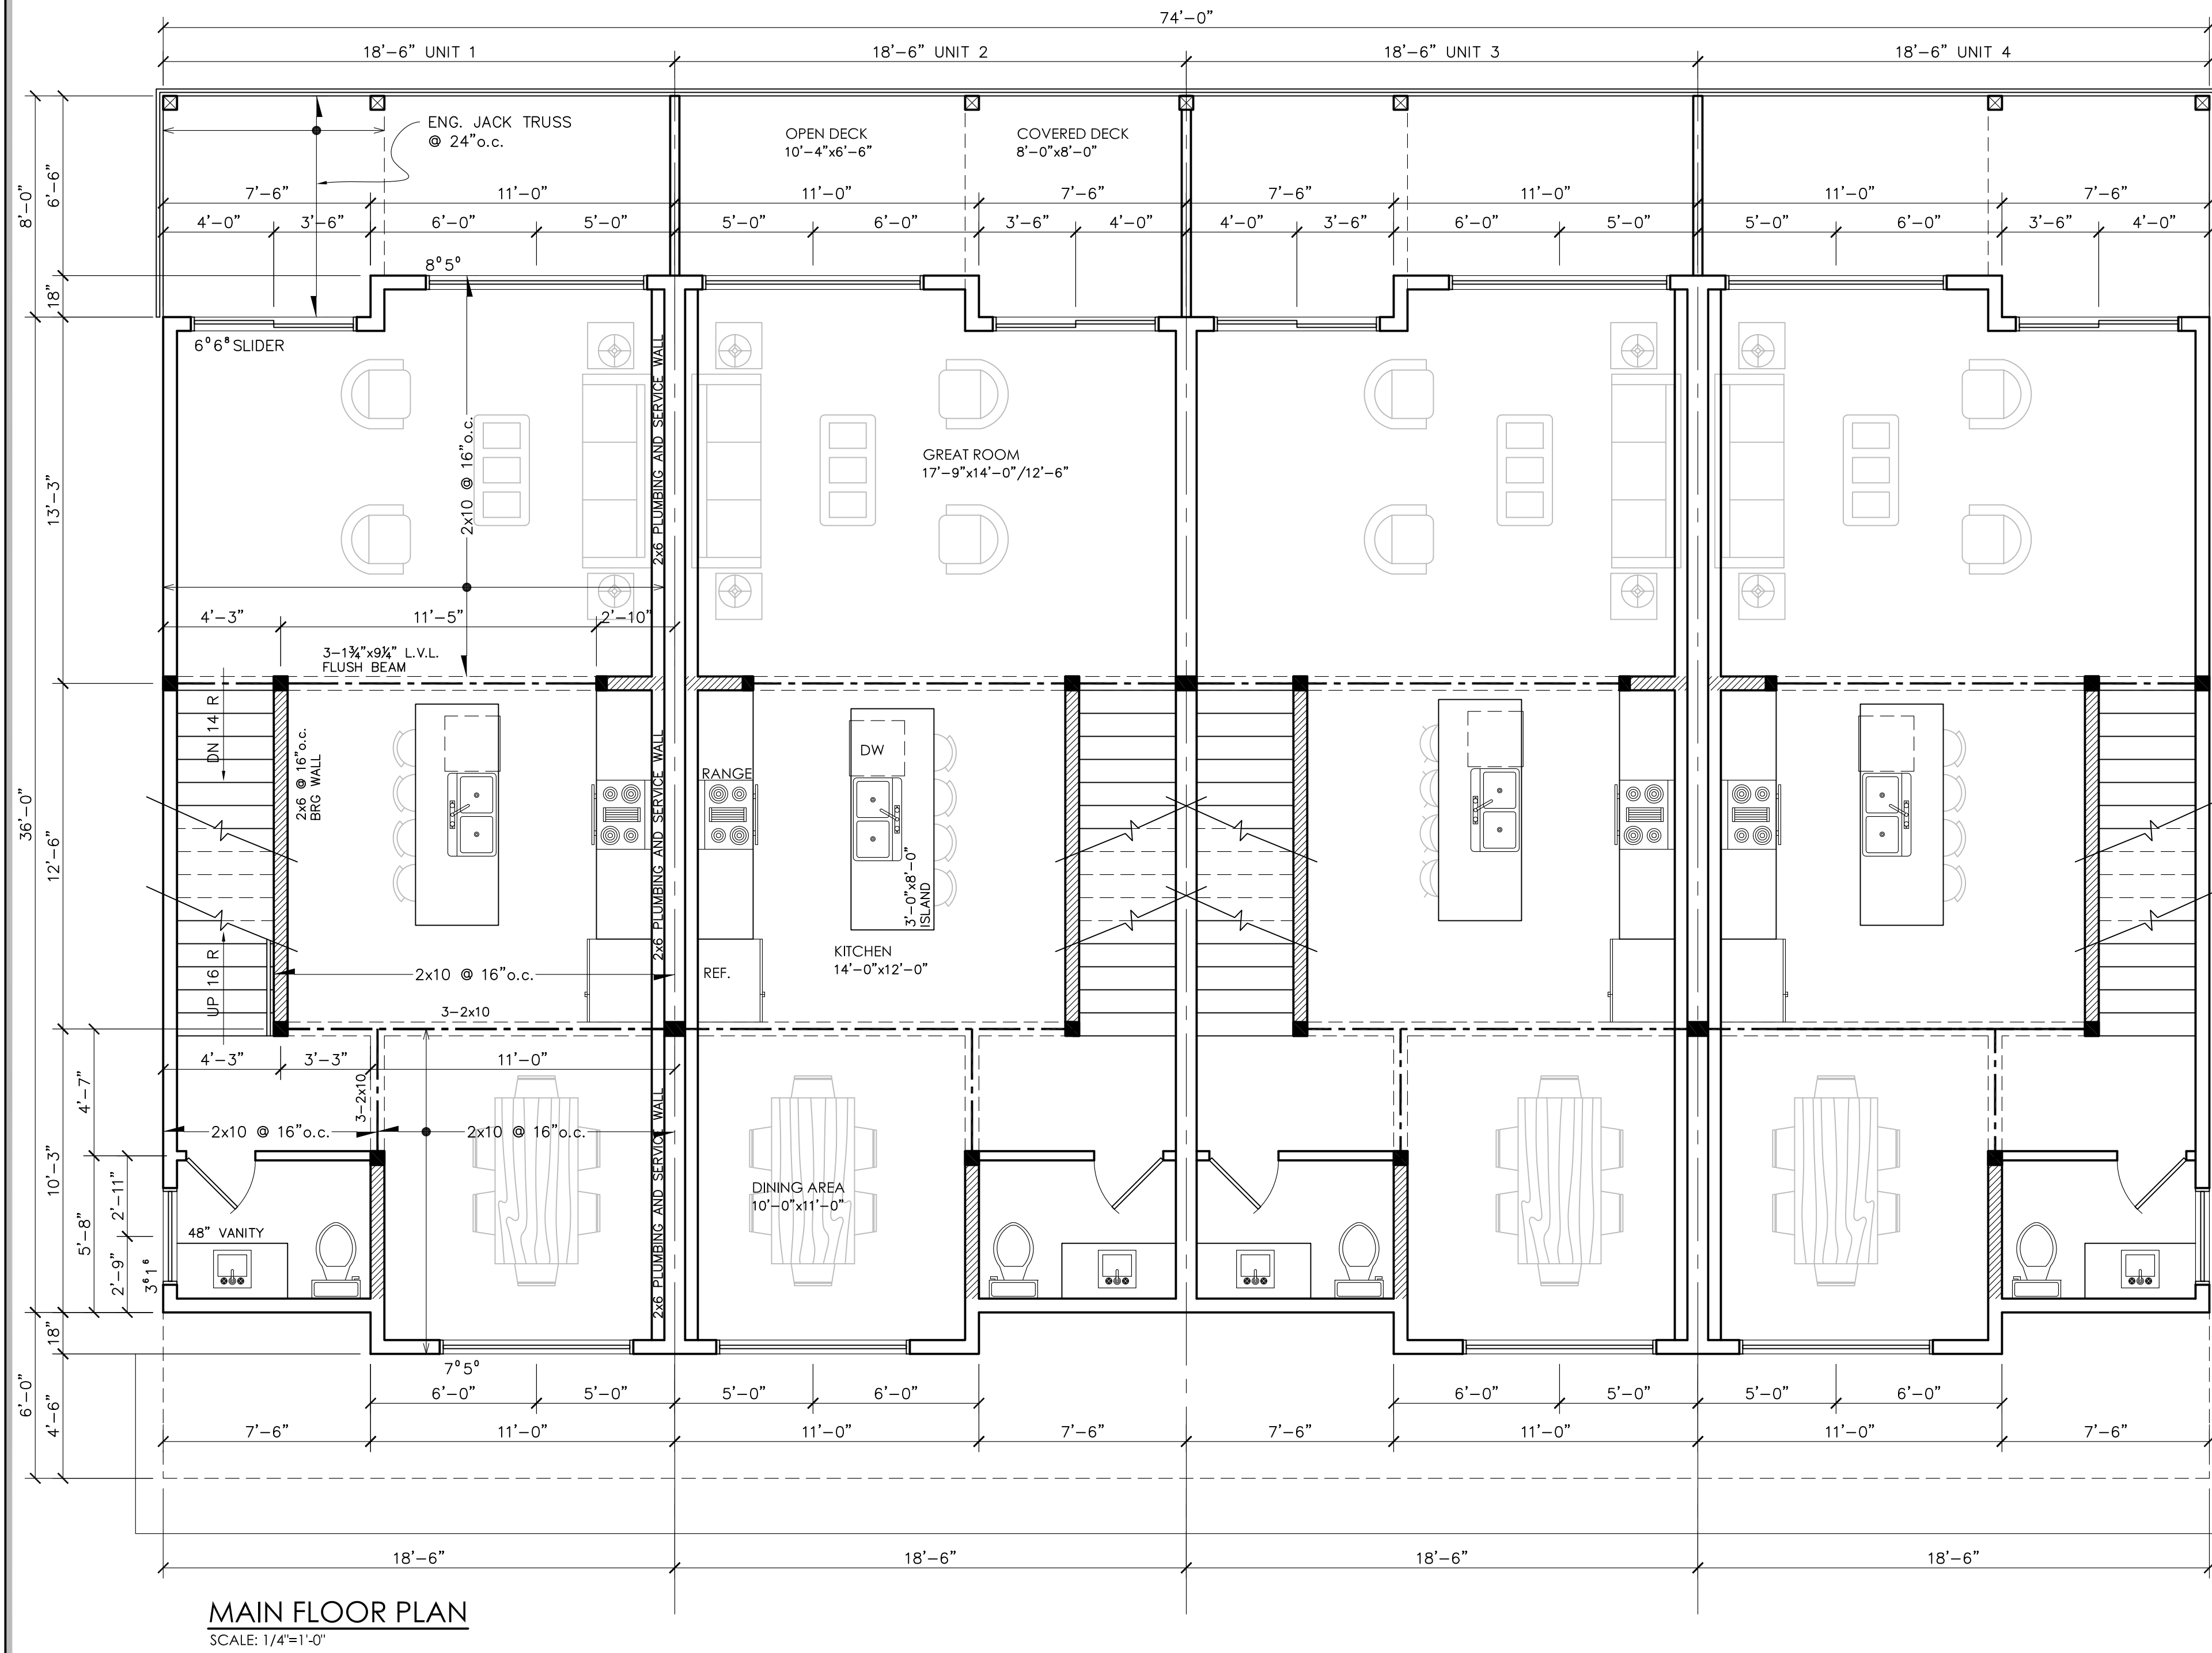 74'-0"
18'-6" UNIT 1
18'-6" UNIT 2
18'-6" UNIT 3
18'-6" UNIT 4
ENG. JACK TRUSS
@ 24"o.c.
OPEN DECK
10'-4"x6'-6"
COVERED DECK
8'-0"x8'-0"
8'-0"
6'-6"
18"
7'-6"
11'-0"
11'-0"
7'-6"
7'-6"
11'-0"
11'-0"
7'-6"
4'-0"
3'-6"
6'-0"
5'-0"
5'-0"
6'-0"
3'-6"
4'-0"
4'-0"
3'-6"
6'-0"
5'-0"
5'-0"
6'-0"
3'-6"
4'-0"
8⁰5⁰
6⁰6⁸ SLIDER
2x6 PLUMBING AND SERVICE WALL
2x10 @ 16"o.c.
GREAT ROOM
17'-9"x14'-0"/12'-6"
13'-3"
4'-3"
11'-5"
2'-10"
3-1¾"x9¼" L.V.L.
FLUSH BEAM
36'-0"
12'-6"
DN 14 R
2x6 @ 16"o.c.
BRG WALL
2x6 PLUMBING AND SERVICE WALL
RANGE
DW
3'-0"x8'-0"
ISLAND
KITCHEN
14'-0"x12'-0"
UP 16 R
2x10 @ 16"o.c.
REF.
3-2x10
4'-3"
3'-3"
11'-0"
3-2x10
2x10 @ 16"o.c.
2x10 @ 16"o.c.
10'-3"
4'-7"
5'-8"
2'-11"
2'-9"
3⁶1⁶
48" VANITY
2x6 PLUMBING AND SERVICE WALL
DINING AREA
10'-0"x11'-0"
18"
6'-0"
4'-6"
7⁰5⁰
6'-0"
5'-0"
5'-0"
6'-0"
6'-0"
5'-0"
5'-0"
6'-0"
7'-6"
11'-0"
11'-0"
7'-6"
7'-6"
11'-0"
11'-0"
7'-6"
18'-6"
18'-6"
18'-6"
18'-6"
MAIN FLOOR PLAN
SCALE: 1/4"=1'-0"